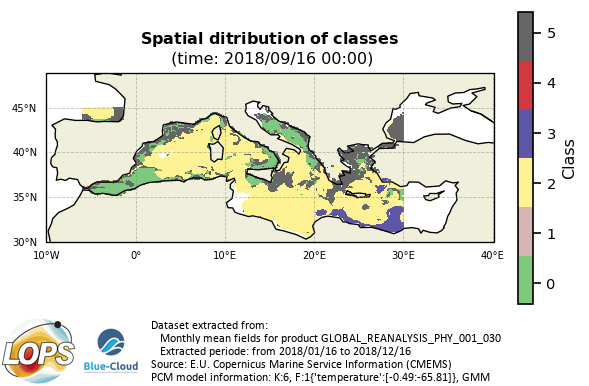 Spatial ditribution of classes
(time: 2018/09/16 00:00)
45°N
40°N
35°N
30°N
10°W
0°
10°E
20°E
30°E
40°E
5
4
3
2
1
0
Class
LOPS
Blue-Cloud
Dataset extracted from:
Monthly mean fields for product GLOBAL_REANALYSIS_PHY_001_030
Extracted periode: from 2018/01/16 to 2018/12/16
Source: E.U. Copernicus Marine Service Information (CMEMS)
PCM model information: K:6, F:1{'temperature':[-0.49:-65.81]}, GMM